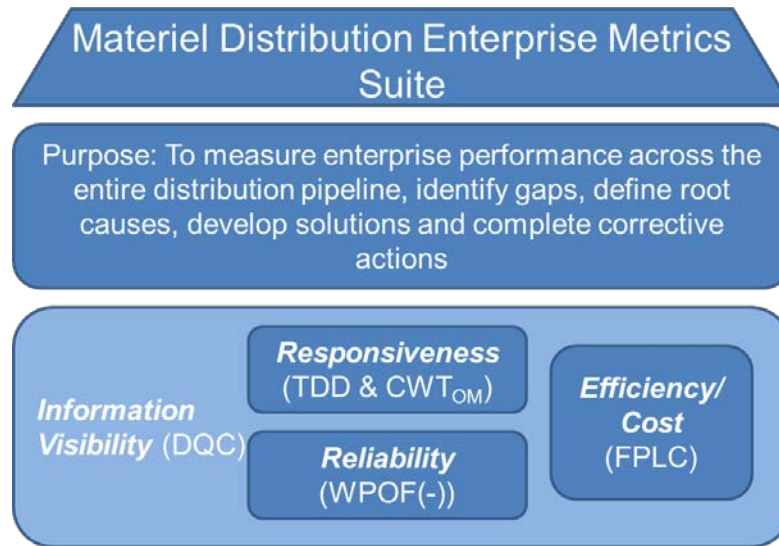 Materiel Distribution Enterprise Metrics
Suite
Purpose: To measure enterprise performance across the
entire distribution pipeline, identify gaps, define root
causes, develop solutions and complete corrective
actions
Information
Visibility (DQC)
Responsiveness
(TDD & CWTOM)
Reliability
(WPOF(-))
Efficiency/
Cost
(FPLC)